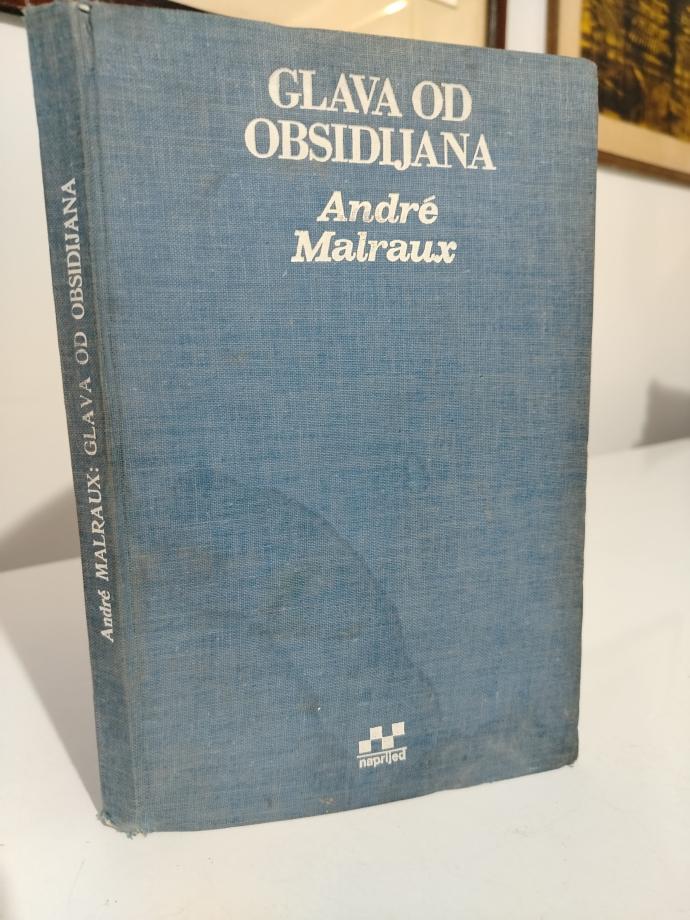 GLAVA OD
OBSIDIJANA
André
Malraux
naprijed
André MALRAUX: GLAVA OD OBSIDIJANA